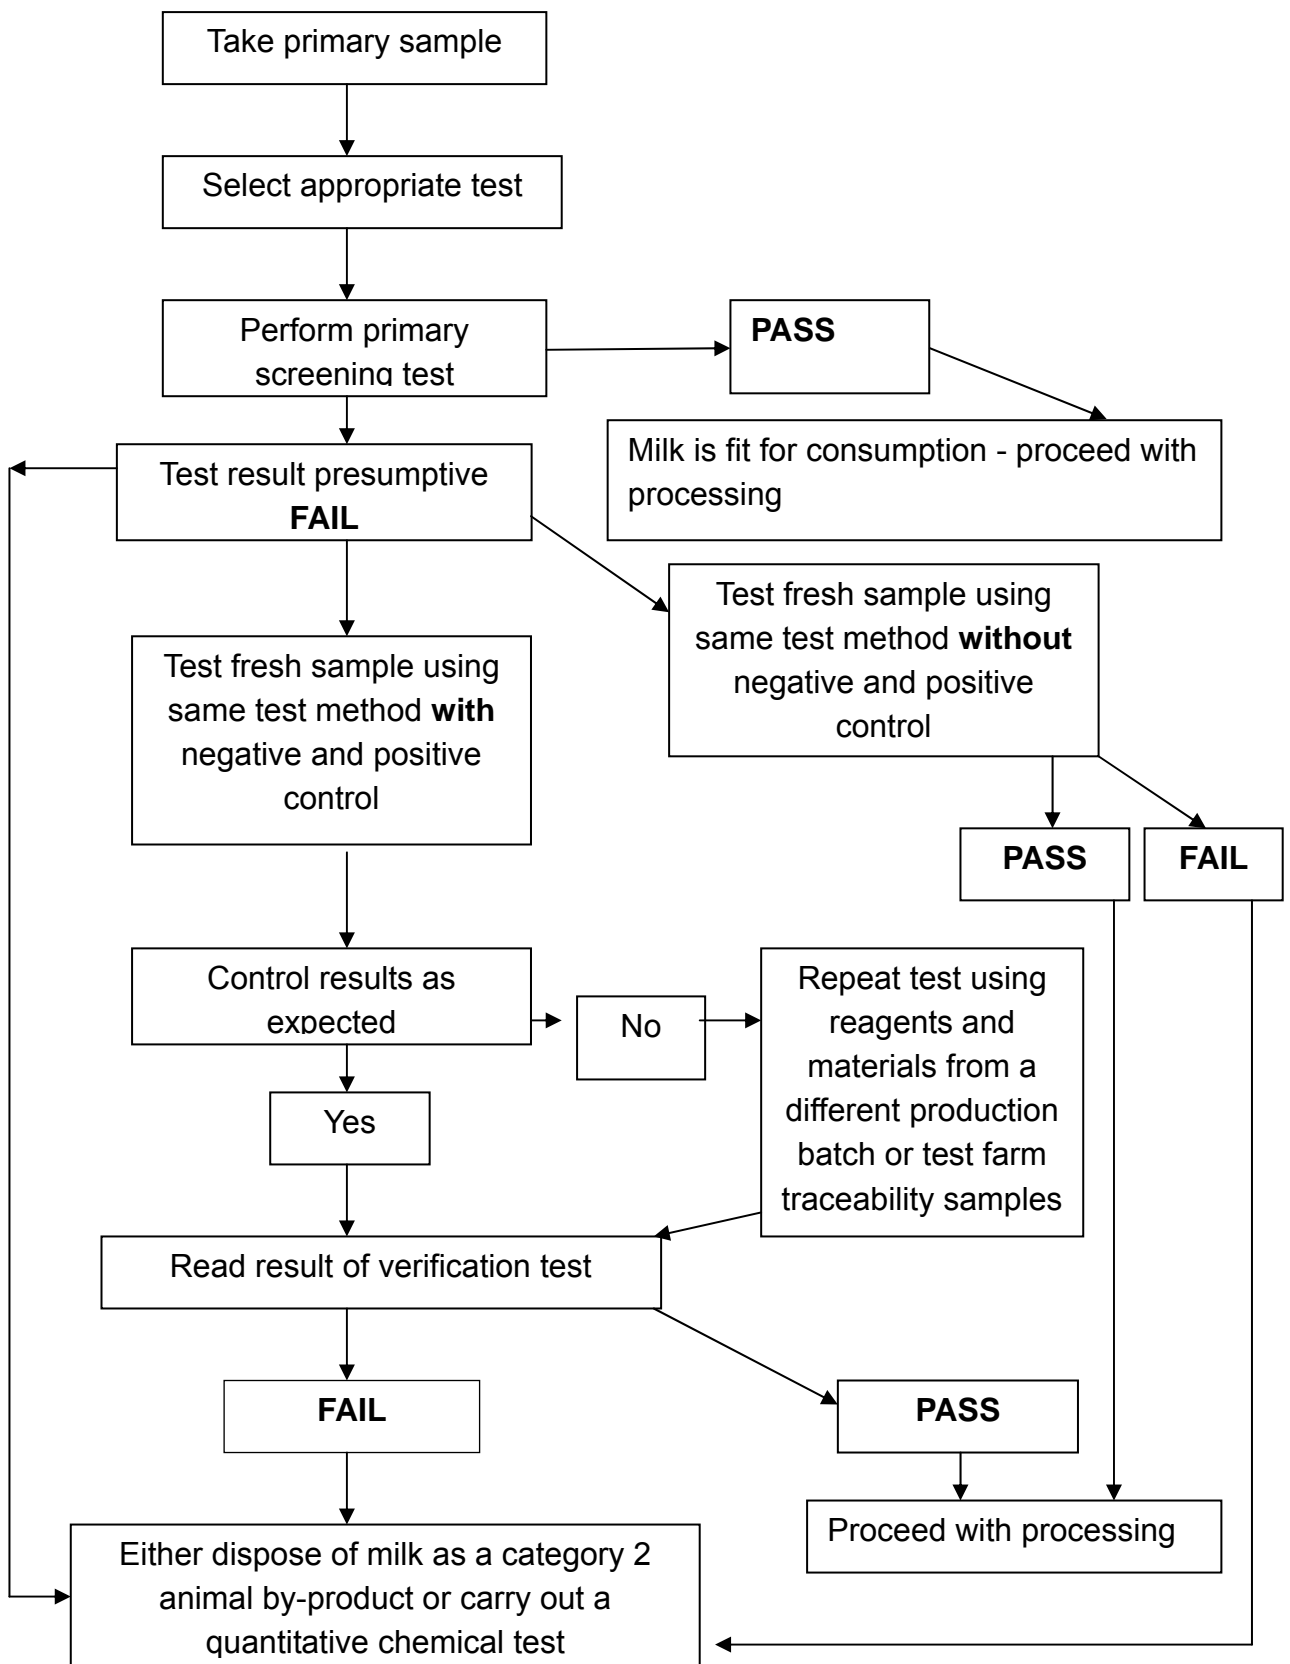 Take primary sample
Select appropriate test
Perform primary
screening test
PASS
Milk is fit for consumption - proceed with
processing
Test result presumptive
FAIL
Test fresh sample using
same test method without
negative and positive
control
Test fresh sample using
same test method with
negative and positive
control
PASS
FAIL
Control results as
expected
No
Repeat test using
reagents and
materials from a
different production
batch or test farm
traceability samples
Yes
Read result of verification test
FAIL
PASS
Proceed with processing
Either dispose of milk as a category 2
animal by-product or carry out a
quantitative chemical test